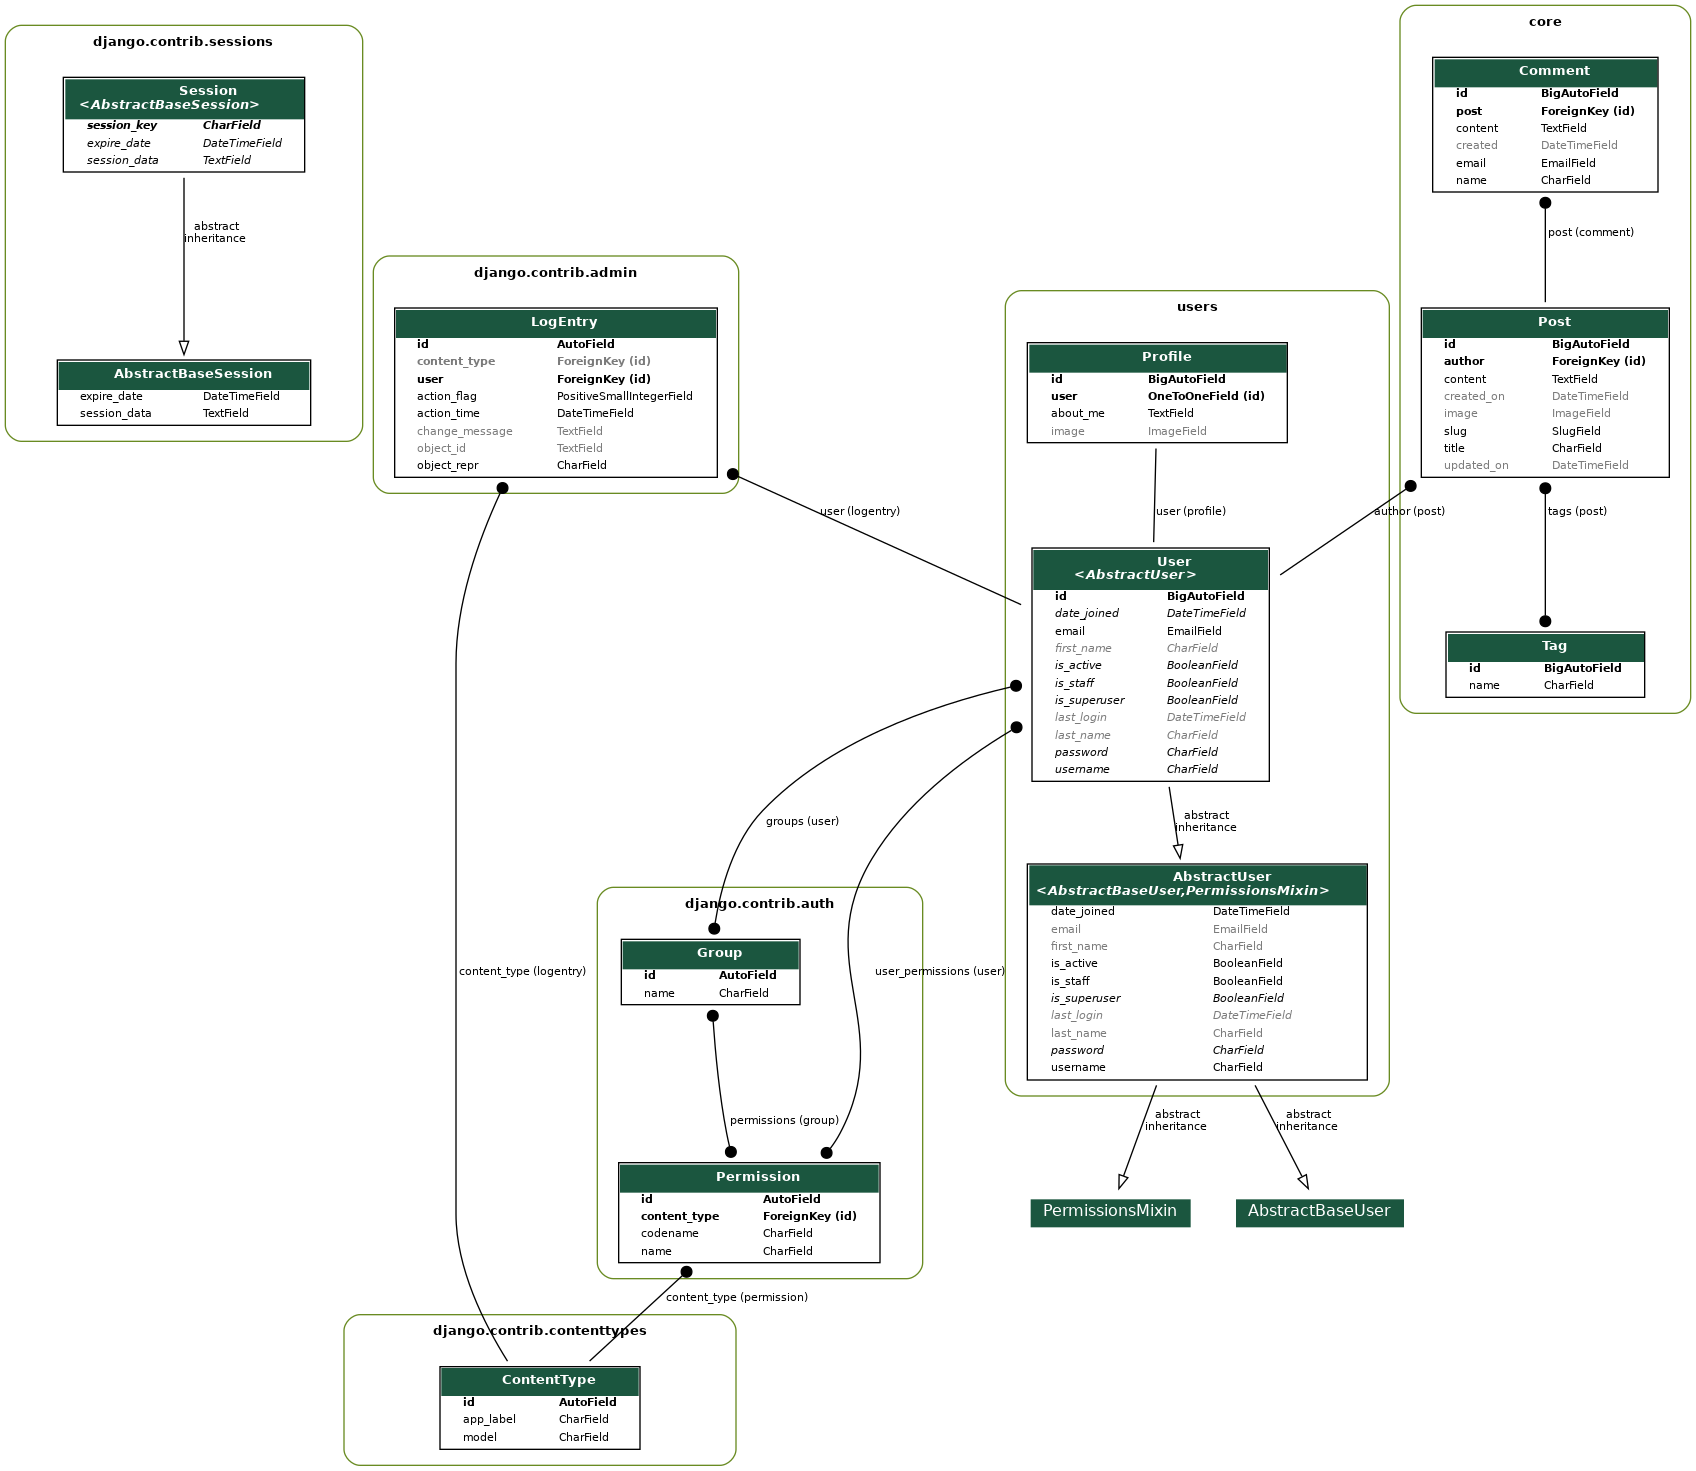 django.contrib.sessions
Session
<AbstractBaseSession>
session_key CharField
expire_date DateTimeField
session_data TextField
abstract
inheritance
AbstractBaseSession
expire_date DateTimeField
session_data TextField
django.contrib.admin
LogEntry
id AutoField
content_type ForeignKey (id)
user ForeignKey (id)
action_flag PositiveSmallIntegerField
action_time DateTimeField
change_message TextField
object_id TextField
object_repr CharField
user (logentry)
content_type (logentry)
users
Profile
id BigAutoField
user OneToOneField (id)
about_me TextField
image ImageField
user (profile)
User
<AbstractUser>
id BigAutoField
date_joined DateTimeField
email EmailField
first_name CharField
is_active BooleanField
is_staff BooleanField
is_superuser BooleanField
last_login DateTimeField
last_name CharField
password CharField
username CharField
abstract
inheritance
AbstractUser
<AbstractBaseUser,PermissionsMixin>
date_joined DateTimeField
email EmailField
first_name CharField
is_active BooleanField
is_staff BooleanField
is_superuser BooleanField
last_login DateTimeField
last_name CharField
password CharField
username CharField
abstract
inheritance
abstract
inheritance
PermissionsMixin
AbstractBaseUser
core
Comment
id BigAutoField
post ForeignKey (id)
content TextField
created DateTimeField
email EmailField
name CharField
post (comment)
Post
id BigAutoField
author ForeignKey (id)
content TextField
created_on DateTimeField
image ImageField
slug SlugField
title CharField
updated_on DateTimeField
author (post)
tags (post)
Tag
id BigAutoField
name CharField
groups (user)
user_permissions (user)
django.contrib.auth
Group
id AutoField
name CharField
permissions (group)
Permission
id AutoField
content_type ForeignKey (id)
codename CharField
name CharField
content_type (permission)
django.contrib.contenttypes
ContentType
id AutoField
app_label CharField
model CharField